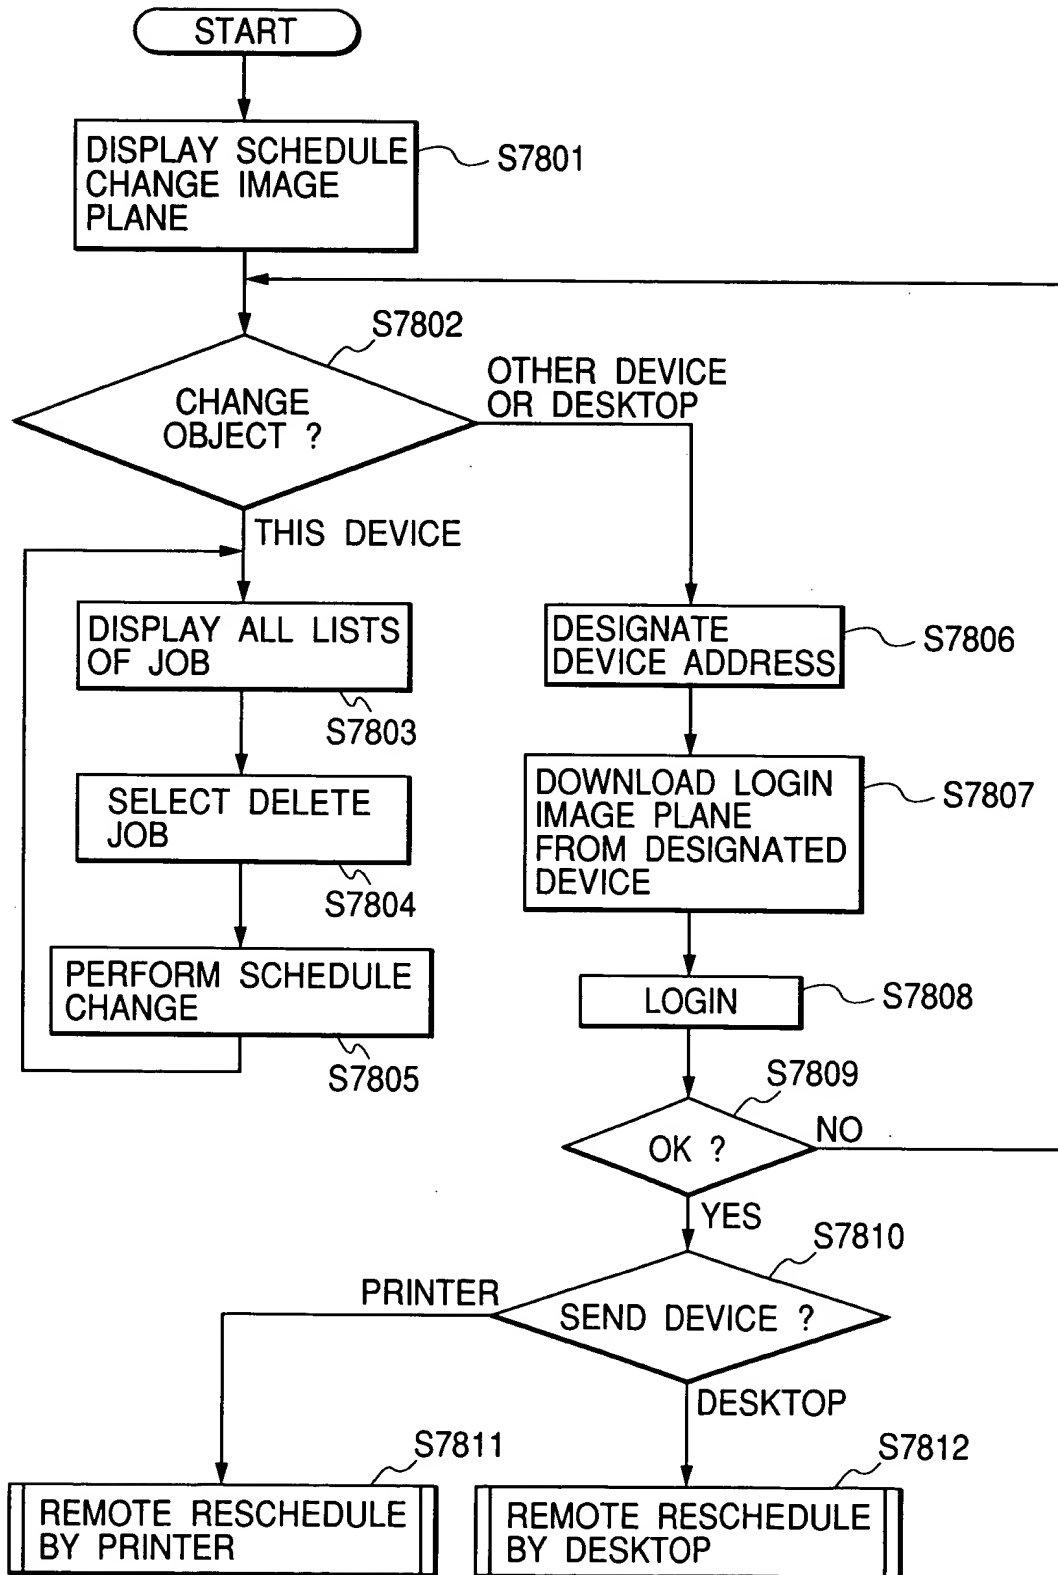 START
DISPLAY SCHEDULE
CHANGE IMAGE
PLANE
S7801
S7802
CHANGE
OBJECT ?
OTHER DEVICE
OR DESKTOP
THIS DEVICE
DISPLAY ALL LISTS
OF JOB
S7803
SELECT DELETE
JOB
S7804
PERFORM SCHEDULE
CHANGE
S7805
DESIGNATE
DEVICE ADDRESS
S7806
DOWNLOAD LOGIN
IMAGE PLANE
FROM DESIGNATED
DEVICE
S7807
LOGIN
S7808
S7809
OK ?
NO
YES
S7810
SEND DEVICE ?
PRINTER
DESKTOP
S7811
REMOTE RESCHEDULE
BY PRINTER
S7812
REMOTE RESCHEDULE
BY DESKTOP